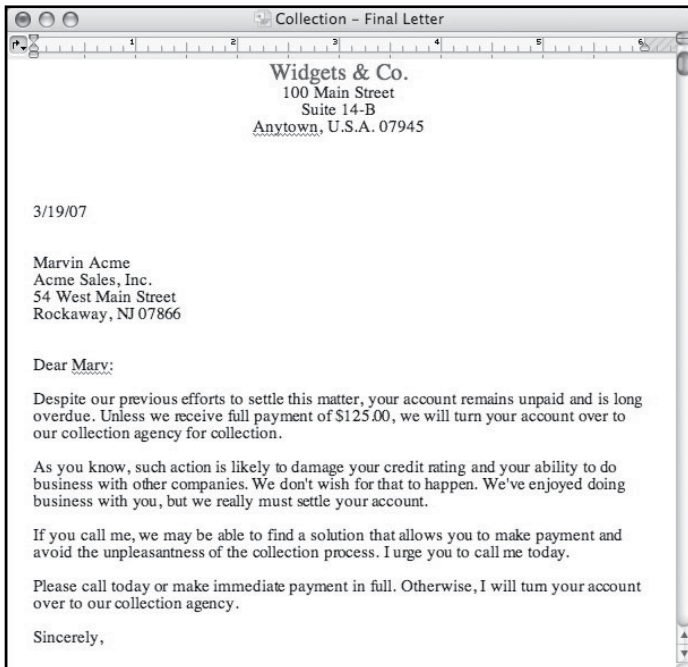 Collection – Final Letter
1 2 3 4 5 6
Widgets & Co.
100 Main Street
Suite 14-B
Anytown, U.S.A. 07945
3/19/07
Marvin Acme
Acme Sales, Inc.
54 West Main Street
Rockaway, NJ 07866
Dear Marv:
Despite our previous efforts to settle this matter, your account remains unpaid and is long
overdue. Unless we receive full payment of $125.00, we will turn your account over to
our collection agency for collection.
As you know, such action is likely to damage your credit rating and your ability to do
business with other companies. We don't wish for that to happen. We've enjoyed doing
business with you, but we really must settle your account.
If you call me, we may be able to find a solution that allows you to make payment and
avoid the unpleasantness of the collection process. I urge you to call me today.
Please call today or make immediate payment in full. Otherwise, I will turn your account
over to our collection agency.
Sincerely,